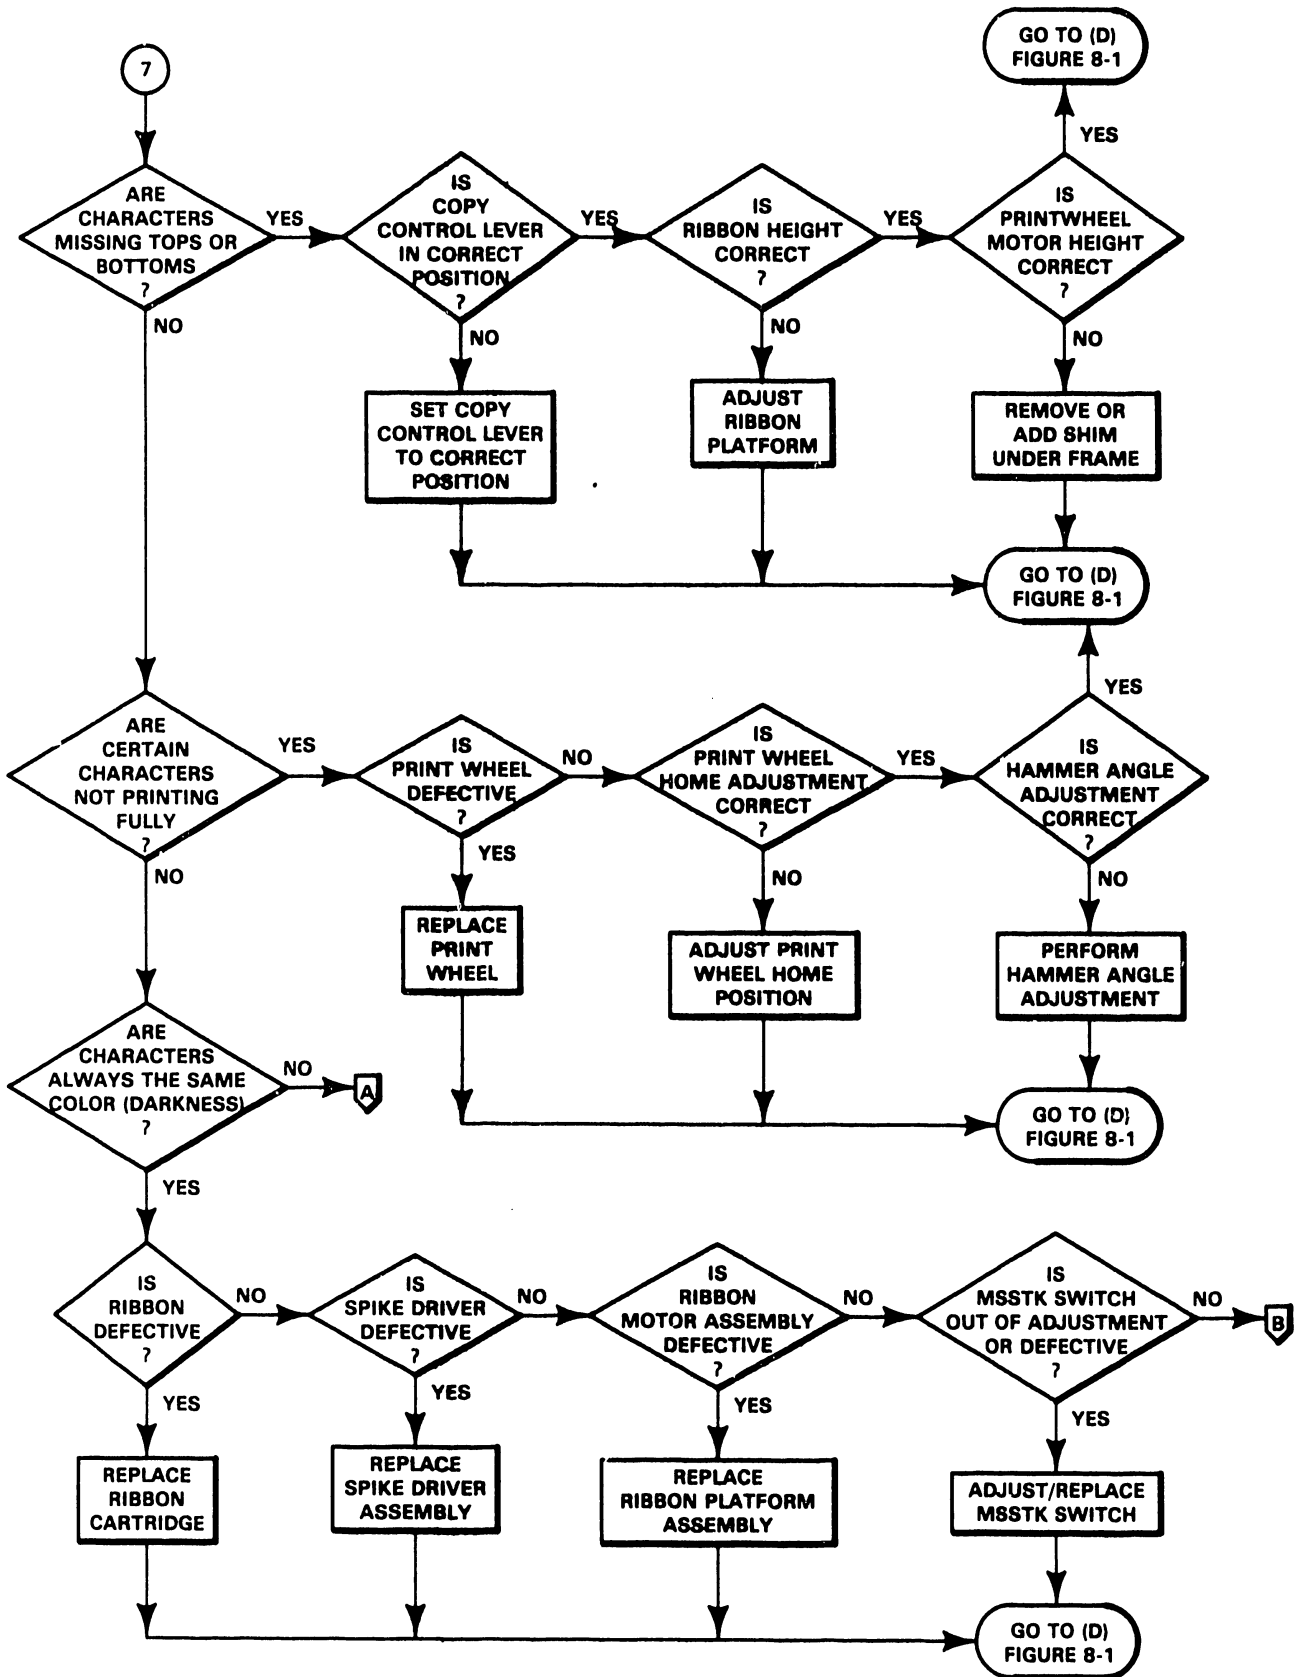 7
GO TO (D)
FIGURE 8-1
YES
ARE
CHARACTERS
MISSING TOPS OR
BOTTOMS
?
YES
IS
COPY
CONTROL LEVER
IN CORRECT
POSITION
?
YES
IS
RIBBON HEIGHT
CORRECT
?
YES
IS
PRINTWHEEL
MOTOR HEIGHT
CORRECT
?
NO
NO
NO
NO
SET COPY
CONTROL LEVER
TO CORRECT
POSITION
ADJUST
RIBBON
PLATFORM
REMOVE OR
ADD SHIM
UNDER FRAME
GO TO (D)
FIGURE 8-1
YES
ARE
CERTAIN
CHARACTERS
NOT PRINTING
FULLY
?
YES
IS
PRINT WHEEL
DEFECTIVE
?
NO
IS
PRINT WHEEL
HOME ADJUSTMENT
CORRECT
?
YES
IS
HAMMER ANGLE
ADJUSTMENT
CORRECT
?
NO
YES
NO
NO
REPLACE
PRINT
WHEEL
ADJUST PRINT
WHEEL HOME
POSITION
PERFORM
HAMMER ANGLE
ADJUSTMENT
ARE
CHARACTERS
ALWAYS THE SAME
COLOR (DARKNESS)
?
NO
A
GO TO (D)
FIGURE 8-1
YES
IS
RIBBON
DEFECTIVE
?
NO
IS
SPIKE DRIVER
DEFECTIVE
?
NO
IS
RIBBON
MOTOR ASSEMBLY
DEFECTIVE
?
NO
IS
MSSTK SWITCH
OUT OF ADJUSTMENT
OR DEFECTIVE
?
NO
B
YES
YES
YES
YES
REPLACE
RIBBON
CARTRIDGE
REPLACE
SPIKE DRIVER
ASSEMBLY
REPLACE
RIBBON PLATFORM
ASSEMBLY
ADJUST/REPLACE
MSSTK SWITCH
GO TO (D)
FIGURE 8-1